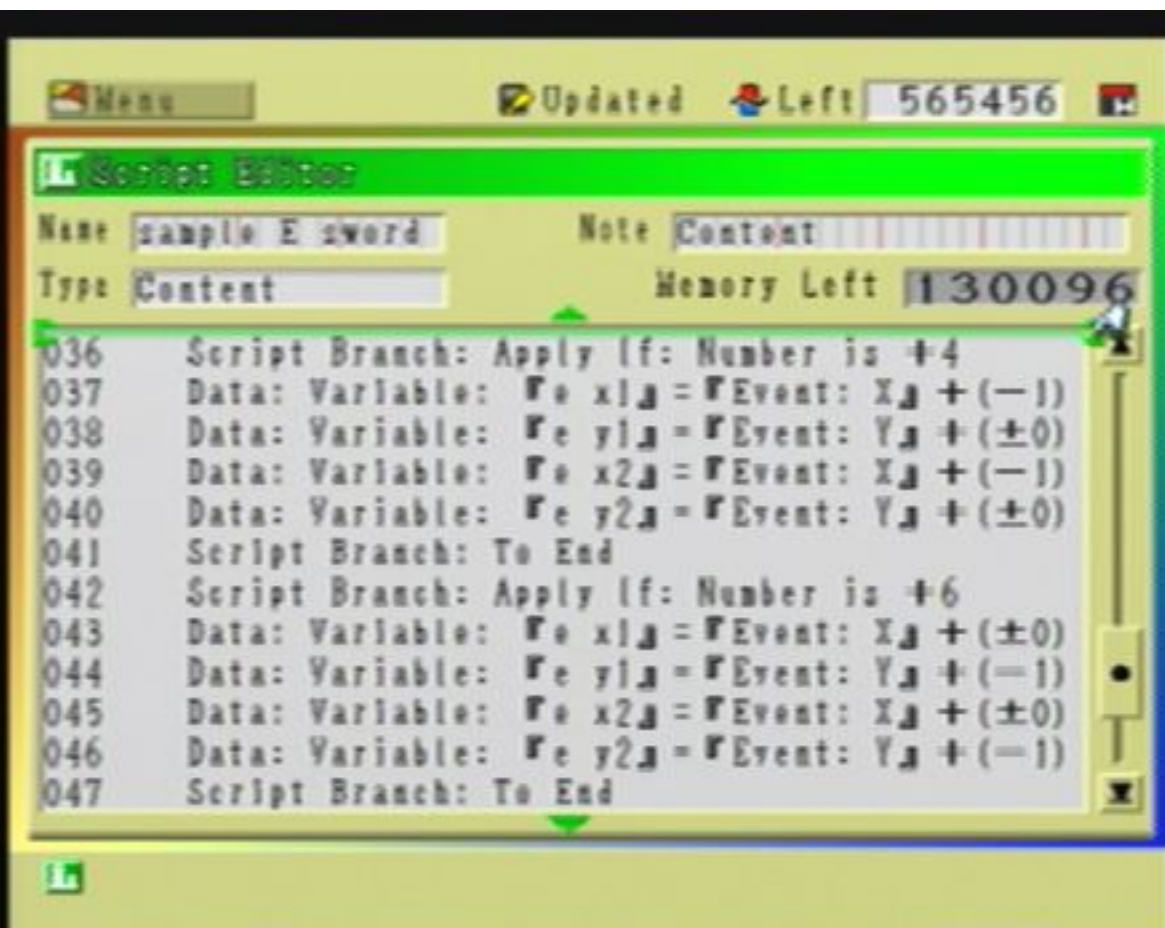 Menu Updated Left 565456
Script Editor
Name sample E sword Note Content
Type Content Memory Left 130096
036 Script Branch: Apply If: Number is +4
037 Data: Variable: 『e x1』=『Event: X』+(−1)
038 Data: Variable: 『e y1』=『Event: Y』+(±0)
039 Data: Variable: 『e x2』=『Event: X』+(−1)
040 Data: Variable: 『e y2』=『Event: Y』+(±0)
041 Script Branch: To End
042 Script Branch: Apply If: Number is +6
043 Data: Variable: 『e x1』=『Event: X』+(±0)
044 Data: Variable: 『e y1』=『Event: Y』+(−1)
045 Data: Variable: 『e x2』=『Event: X』+(±0)
046 Data: Variable: 『e y2』=『Event: Y』+(−1)
047 Script Branch: To End